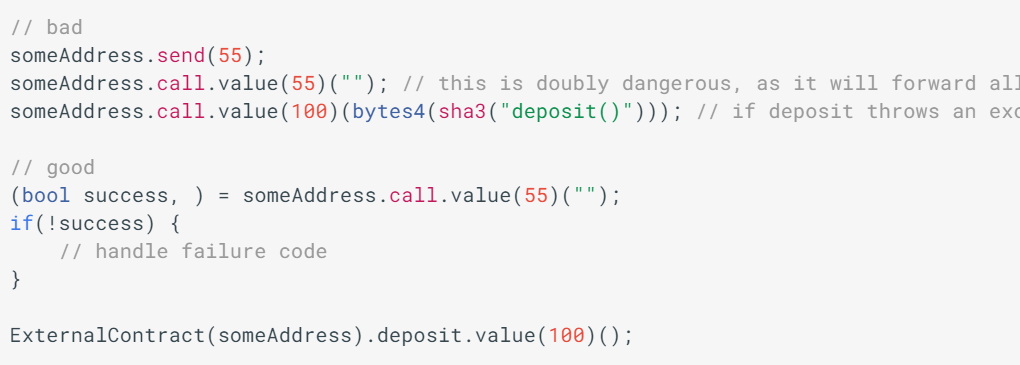 // bad
someAddress.send(55);
someAddress.call.value(55)(""); // this is doubly dangerous, as it will forward all
someAddress.call.value(100)(bytes4(sha3("deposit()"))); // if deposit throws an exc
// good
(bool success, ) = someAddress.call.value(55)("");
if(!success) {
    // handle failure code
}
ExternalContract(someAddress).deposit.value(100)();